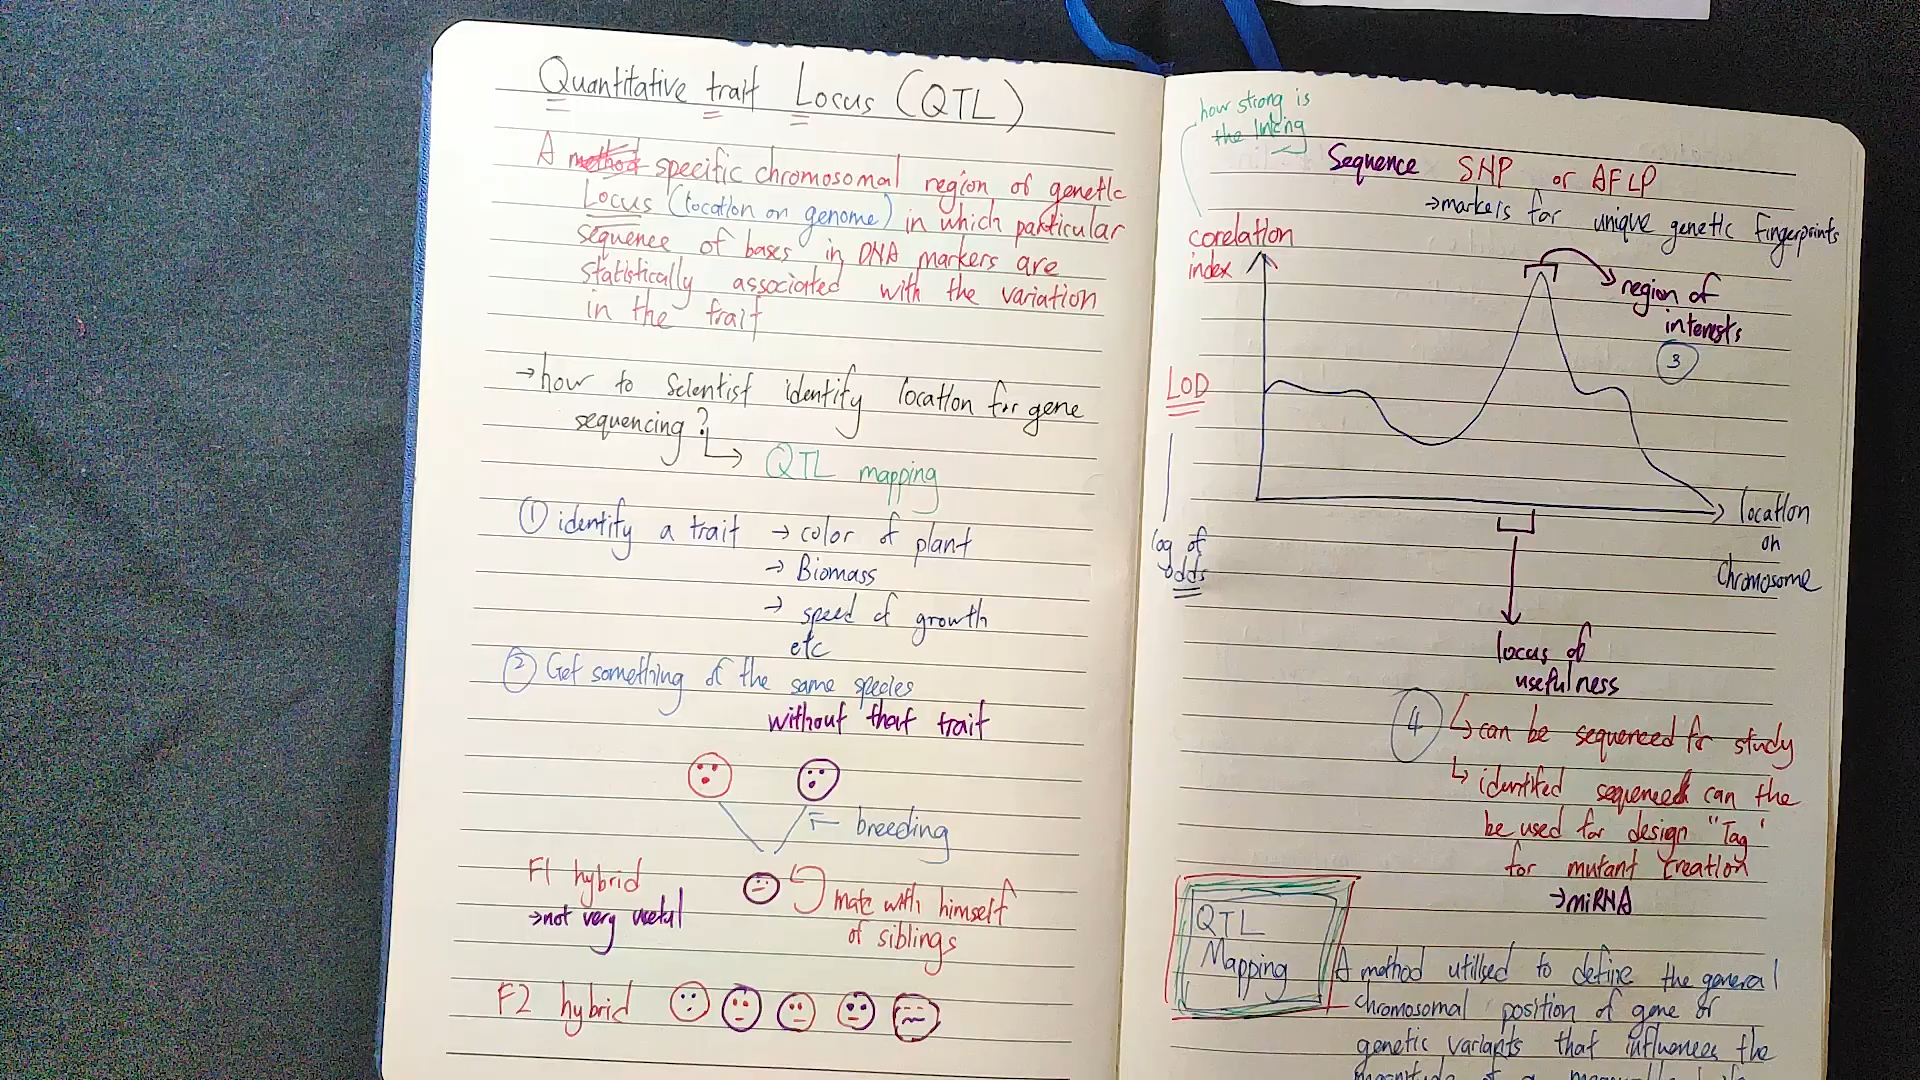 Quantitative trait Locus (QTL)
A method specific chromosomal region of genetic
Locus (location on genome) in which particular
sequence of bases in DNA markers are
statistically associated with the variation
in the trait
→how to Scientist identify location for gene
sequencing?
→ QTL mapping
① identify a trait → color of plant
→ Biomass
→ speed of growth
etc
② Get something of the same species
without that trait
breeding
F1 hybrid
→not very useful
mate with himself
of siblings
F2 hybrid
how strong is
the linking
Sequence SNP or AFLP
→markers for unique genetic fingerprints
corelation
index
region of
interests
③
LOD
log of
odds
location
on
Chromosome
locus of
usefulness
④ ↳can be sequenced for study
↳ identifed sequenced can the
be used for design "Tag"
for mutant creation
→miRNA
QTL
Mapping
A method utilised to define the general
chromosomal position of gene or
genetic variants that influences the